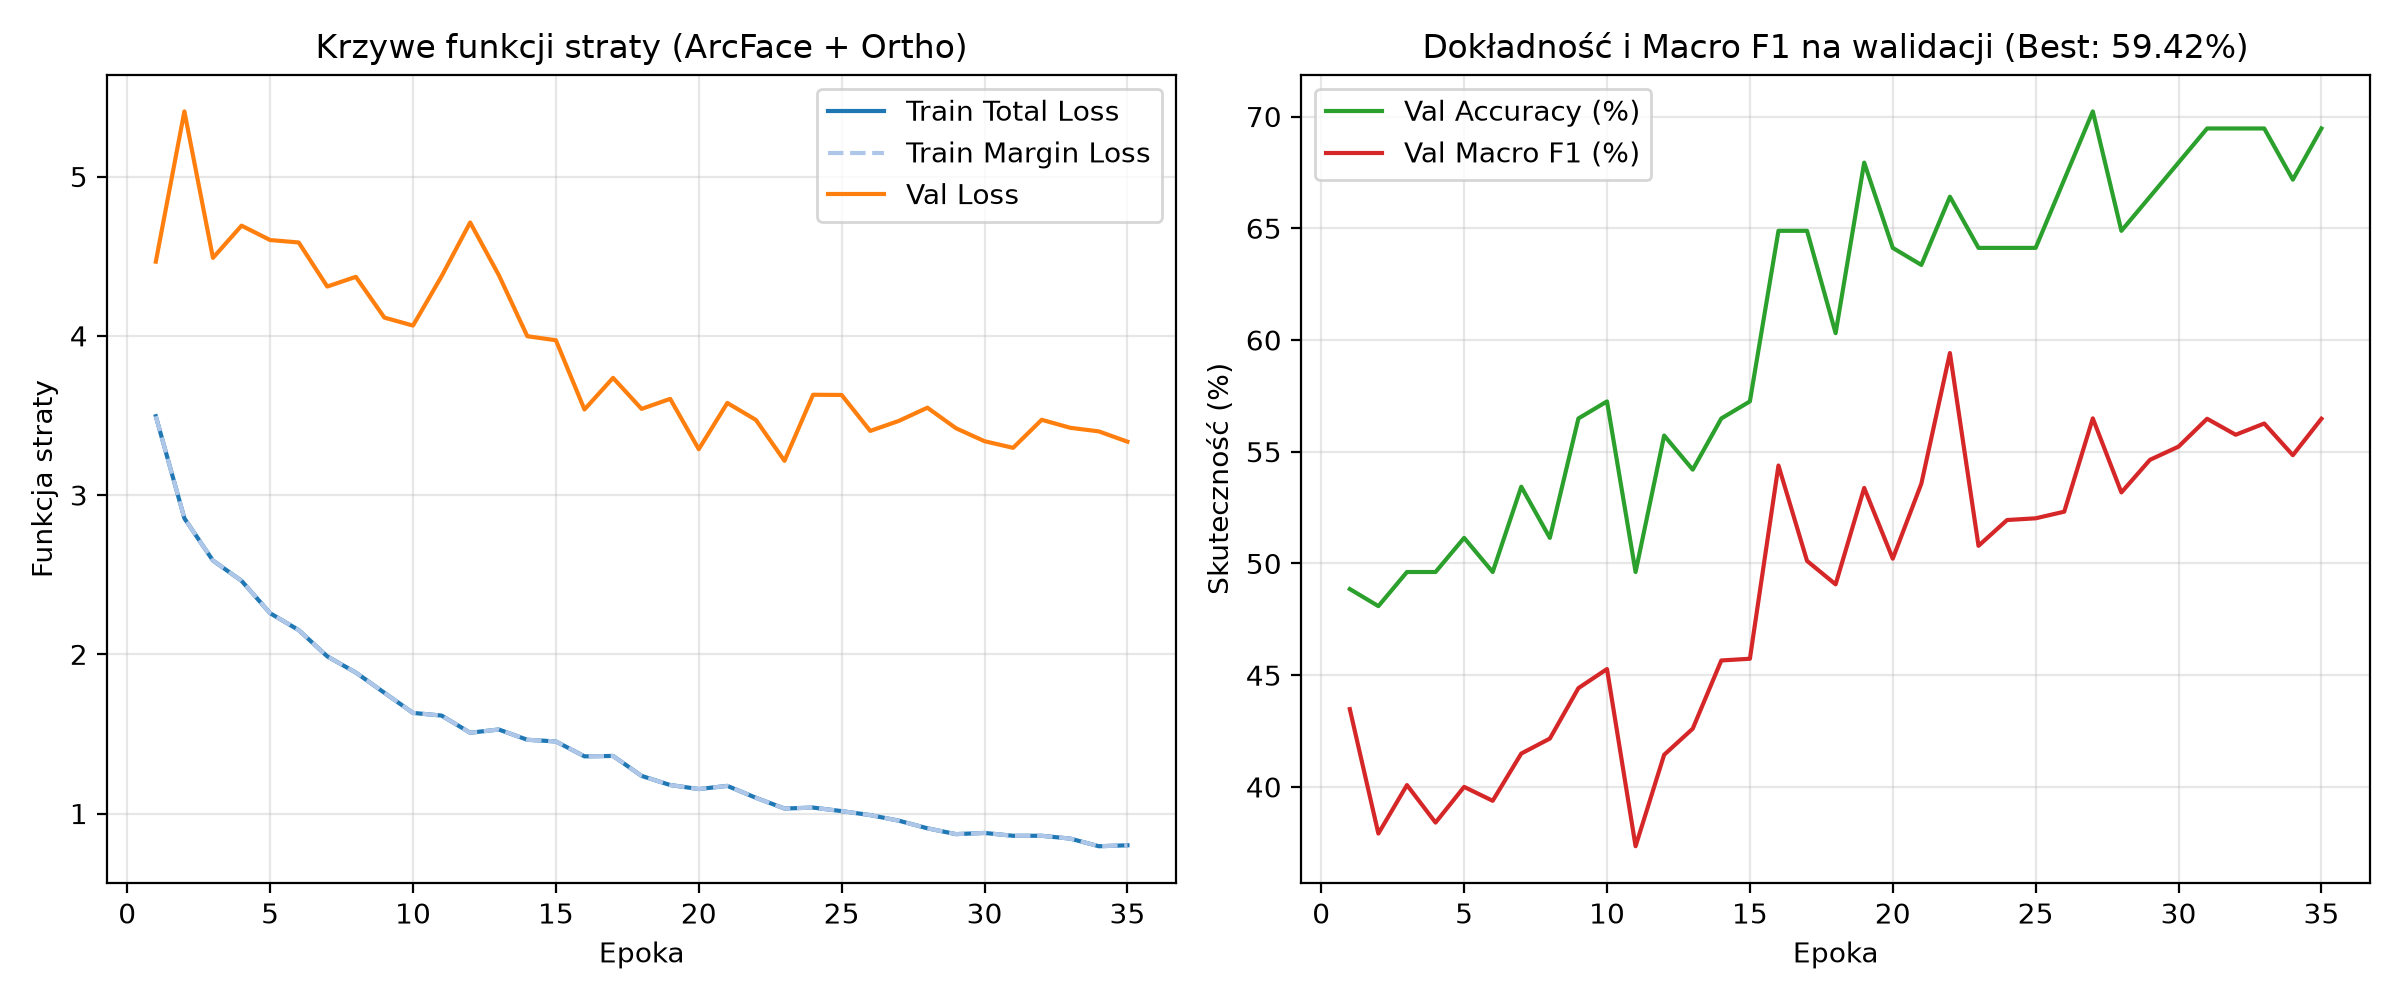 Krzywe funkcji straty (ArcFace + Ortho)
Train Total Loss
Train Margin Loss
Val Loss
Funkcja straty
5
4
3
2
1
0 5 10 15 20 25 30 35
Epoka
Dokładność i Macro F1 na walidacji (Best: 59.42%)
Val Accuracy (%)
Val Macro F1 (%)
Skuteczność (%)
70
65
60
55
50
45
40
0 5 10 15 20 25 30 35
Epoka